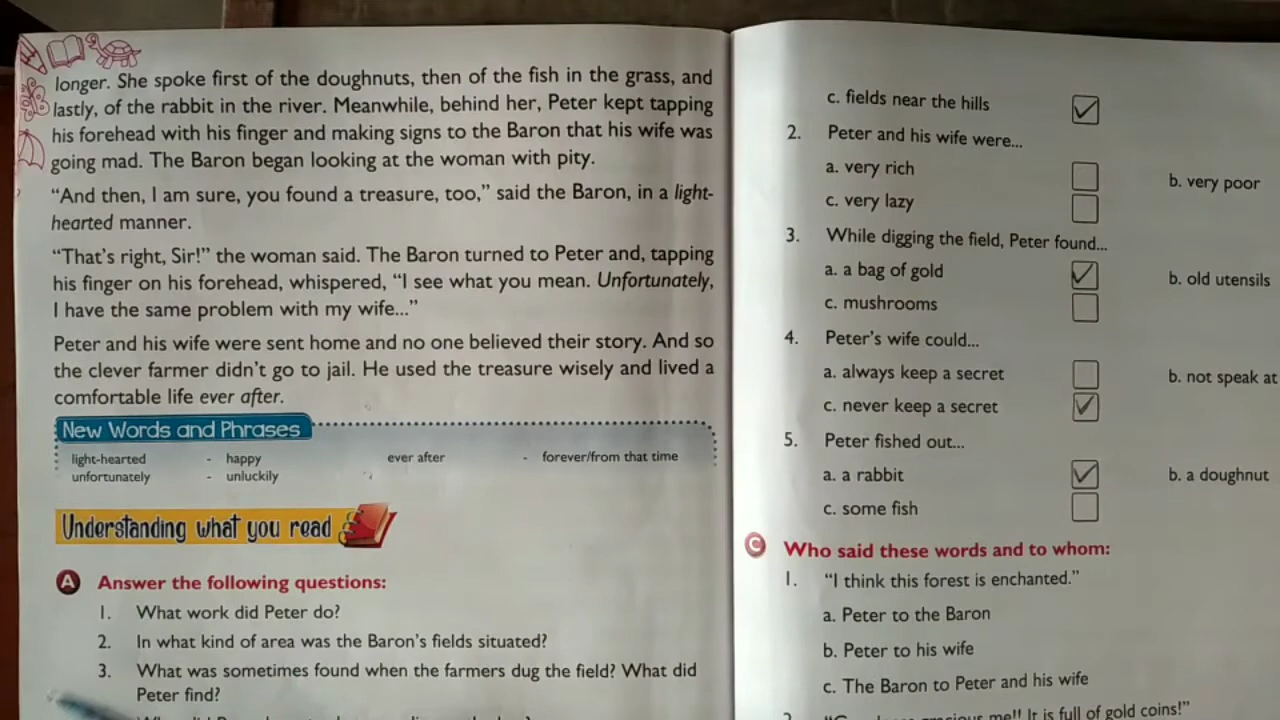 longer. She spoke first of the doughnuts, then of the fish in the grass, and
lastly, of the rabbit in the river. Meanwhile, behind her, Peter kept tapping
his forehead with his finger and making signs to the Baron that his wife was
going mad. The Baron began looking at the woman with pity.
“And then, I am sure, you found a treasure, too,” said the Baron, in a light-
hearted manner.
“That’s right, Sir!” the woman said. The Baron turned to Peter and, tapping
his finger on his forehead, whispered, “I see what you mean. Unfortunately,
I have the same problem with my wife...”
Peter and his wife were sent home and no one believed their story. And so
the clever farmer didn’t go to jail. He used the treasure wisely and lived a
comfortable life ever after.
New Words and Phrases
light-hearted - happy ever after - forever/from that time
unfortunately - unluckily
Understanding what you read
A Answer the following questions:
1. What work did Peter do?
2. In what kind of area was the Baron’s fields situated?
3. What was sometimes found when the farmers dug the field? What did
Peter find?
c. fields near the hills
2. Peter and his wife were...
a. very rich b. very poor
c. very lazy
3. While digging the field, Peter found...
a. a bag of gold b. old utensils
c. mushrooms
4. Peter’s wife could...
a. always keep a secret b. not speak at
c. never keep a secret
5. Peter fished out...
a. a rabbit b. a doughnut
c. some fish
C Who said these words and to whom:
1. “I think this forest is enchanted.”
a. Peter to the Baron
b. Peter to his wife
c. The Baron to Peter and his wife
me!! It is full of gold coins!”